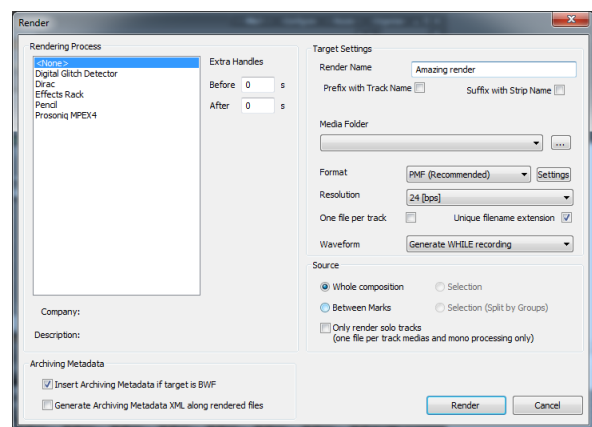 Render
Rendering Process
<None>
Digital Glitch Detector
Dirac
Effects Rack
Pencil
Prosoniq MPEX4
Extra Handles
Before 0 s
After 0 s
Company:
Description:
Archiving Metadata
Insert Archiving Metadata if target is BWF
Generate Archiving Metadata XML along rendered files
Target Settings
Render Name Amazing render
Prefix with Track Name Suffix with Strip Name
Media Folder
...
Format PMF (Recommended) Settings
Resolution 24 [bps]
One file per track Unique filename extension
Waveform Generate WHILE recording
Source
Whole composition Selection
Between Marks Selection (Split by Groups)
Only render solo tracks
(one file per track medias and mono processing only)
Render Cancel